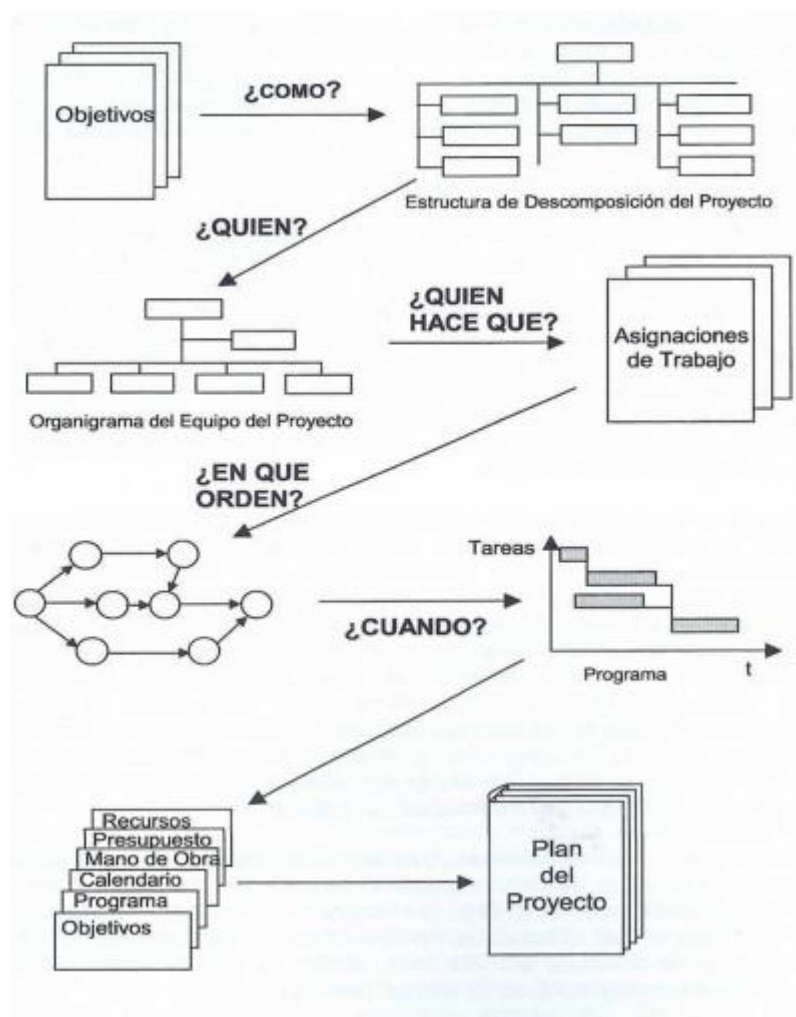 Objetivos
¿COMO?
Estructura de Descomposición del Proyecto
¿QUIEN?
¿QUIEN
HACE QUE?
Asignaciones
de Trabajo
Organigrama del Equipo del Proyecto
¿EN QUE
ORDEN?
Tareas
¿CUANDO?
Programa
t
Recursos
Presupuesto
Mano de Obra
Calendario
Programa
Objetivos
Plan
del
Proyecto